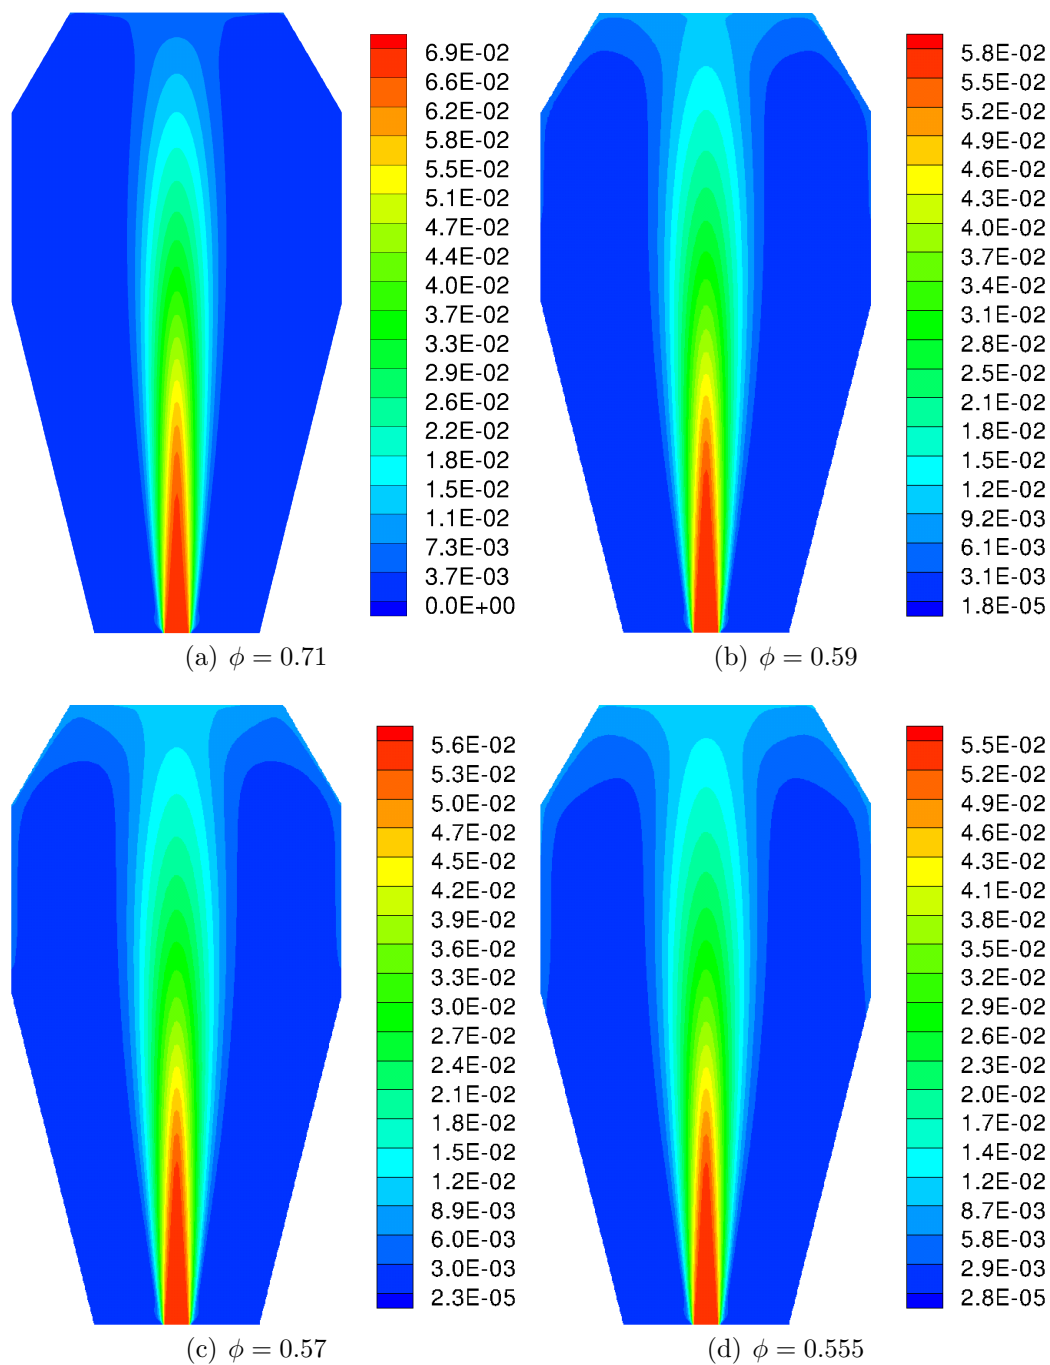 6.9E-02
6.6E-02
6.2E-02
5.8E-02
5.5E-02
5.1E-02
4.7E-02
4.4E-02
4.0E-02
3.7E-02
3.3E-02
2.9E-02
2.6E-02
2.2E-02
1.8E-02
1.5E-02
1.1E-02
7.3E-03
3.7E-03
0.0E+00
(a) ϕ = 0.71
5.8E-02
5.5E-02
5.2E-02
4.9E-02
4.6E-02
4.3E-02
4.0E-02
3.7E-02
3.4E-02
3.1E-02
2.8E-02
2.5E-02
2.1E-02
1.8E-02
1.5E-02
1.2E-02
9.2E-03
6.1E-03
3.1E-03
1.8E-05
(b) ϕ = 0.59
5.6E-02
5.3E-02
5.0E-02
4.7E-02
4.5E-02
4.2E-02
3.9E-02
3.6E-02
3.3E-02
3.0E-02
2.7E-02
2.4E-02
2.1E-02
1.8E-02
1.5E-02
1.2E-02
8.9E-03
6.0E-03
3.0E-03
2.3E-05
(c) ϕ = 0.57
5.5E-02
5.2E-02
4.9E-02
4.6E-02
4.3E-02
4.1E-02
3.8E-02
3.5E-02
3.2E-02
2.9E-02
2.6E-02
2.3E-02
2.0E-02
1.7E-02
1.4E-02
1.2E-02
8.7E-03
5.8E-03
2.9E-03
2.8E-05
(d) ϕ = 0.555